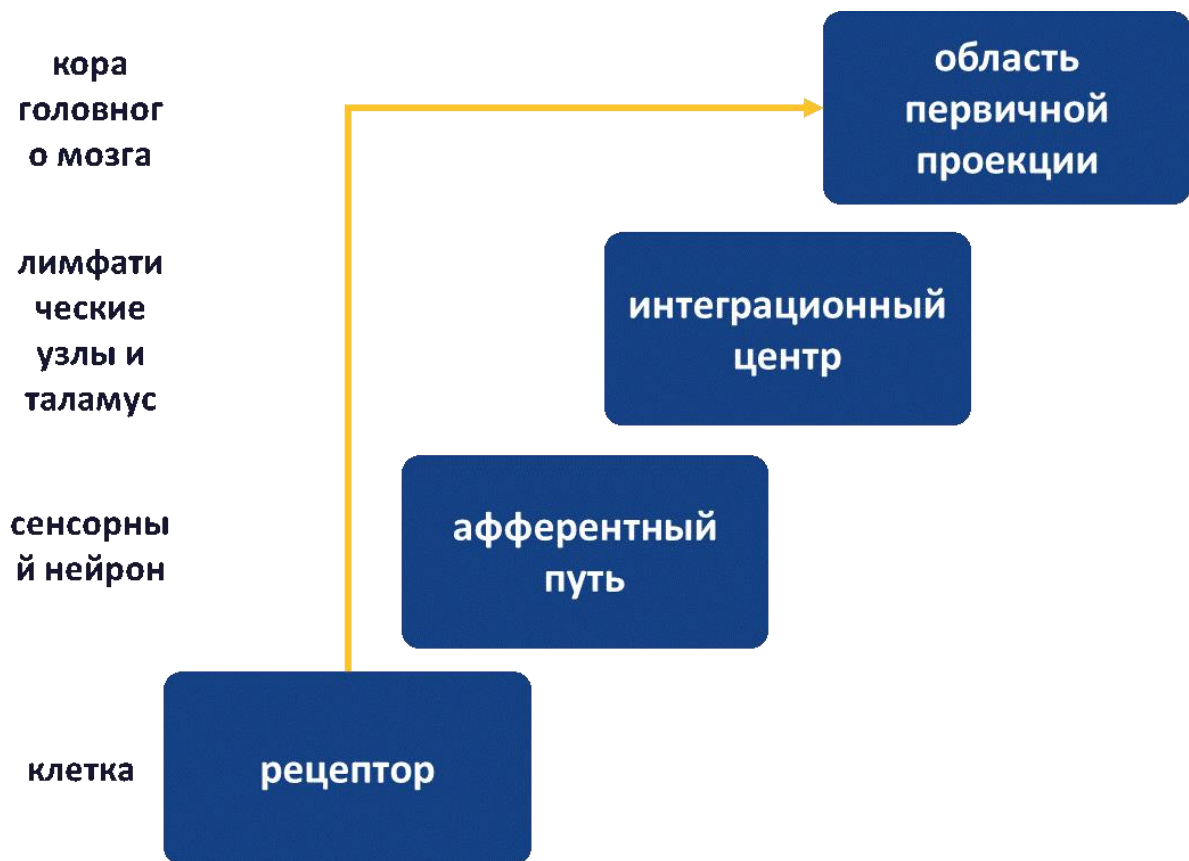 кора
головног
о мозга
область
первичной
проекции
лимфати
ческие
узлы и
таламус
интеграционный
центр
сенсорны
й нейрон
афферентный
путь
клетка
рецептор